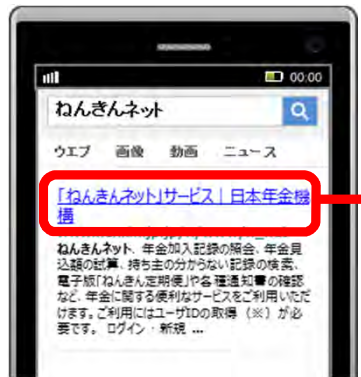 00:00
ねんきんネット
ウエブ 画像 動画 ニュース
「ねんきんネット」サービス | 日本年金機
構
ねんきんネット、年金加入記録の照会、年金見
込額の試算、持ち主の分からない記録の検索、
電子版「ねんきん定期便」や各種通知書の確認
など、年金に関する便利なサービスをご利用いただ
けます。ご利用にはユーザIDの取得（※）が必
要です。 ログイン · 新規 ...